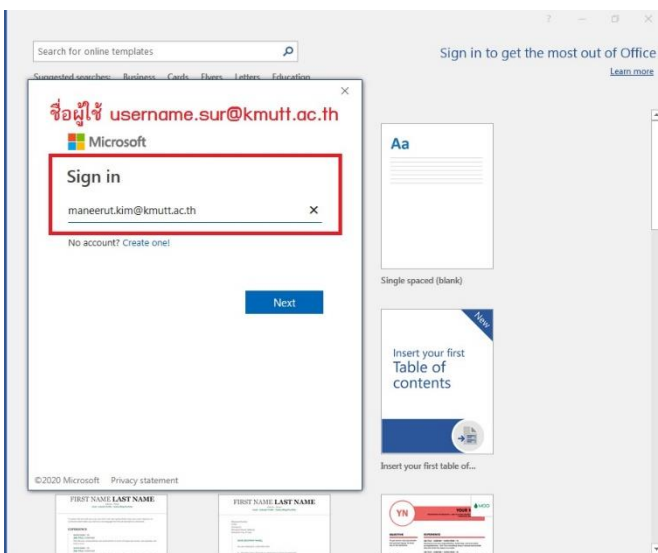 ?
Search for online templates
Sign in to get the most out of Office
Suggested searches: Business Cards Flyers Letters Education
Learn more
ชื่อผู้ใช้ username.sur@kmutt.ac.th
Microsoft
Sign in
maneerut.kim@kmutt.ac.th
No account? Create one!
Next
©2020 Microsoft Privacy statement
Aa
Single spaced (blank)
New
Insert your first
Table of
contents
Insert your first table of...
FIRST NAME LAST NAME
FIRST NAME LAST NAME
YN